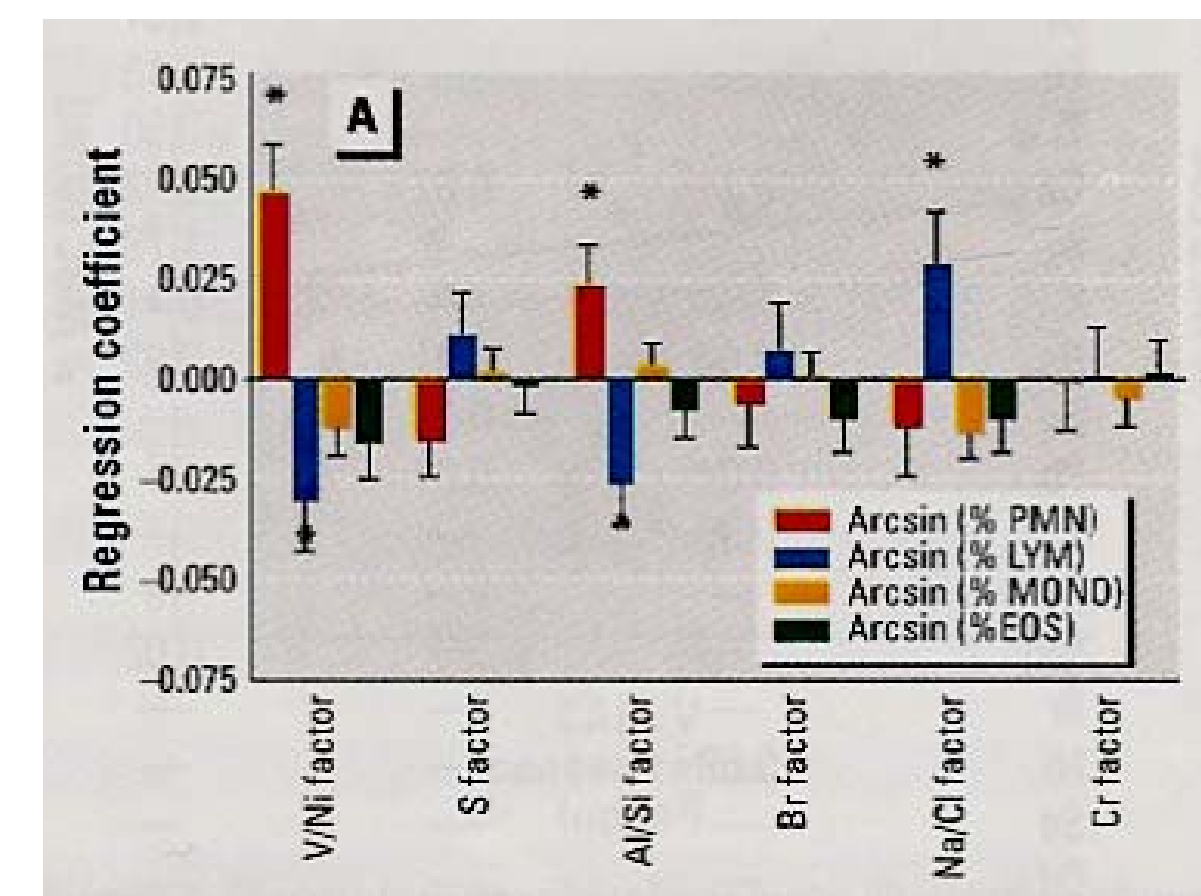 0.075
0.050
0.025
0.000
–0.025
–0.050
–0.075
Regression coefficient
*
A
*
*
*
*
Arcsin (% PMN)
Arcsin (% LYM)
Arcsin (% MONO)
Arcsin (%EOS)
V/Ni factor
S factor
Al/Si factor
Br factor
Na/Cl factor
Cr factor